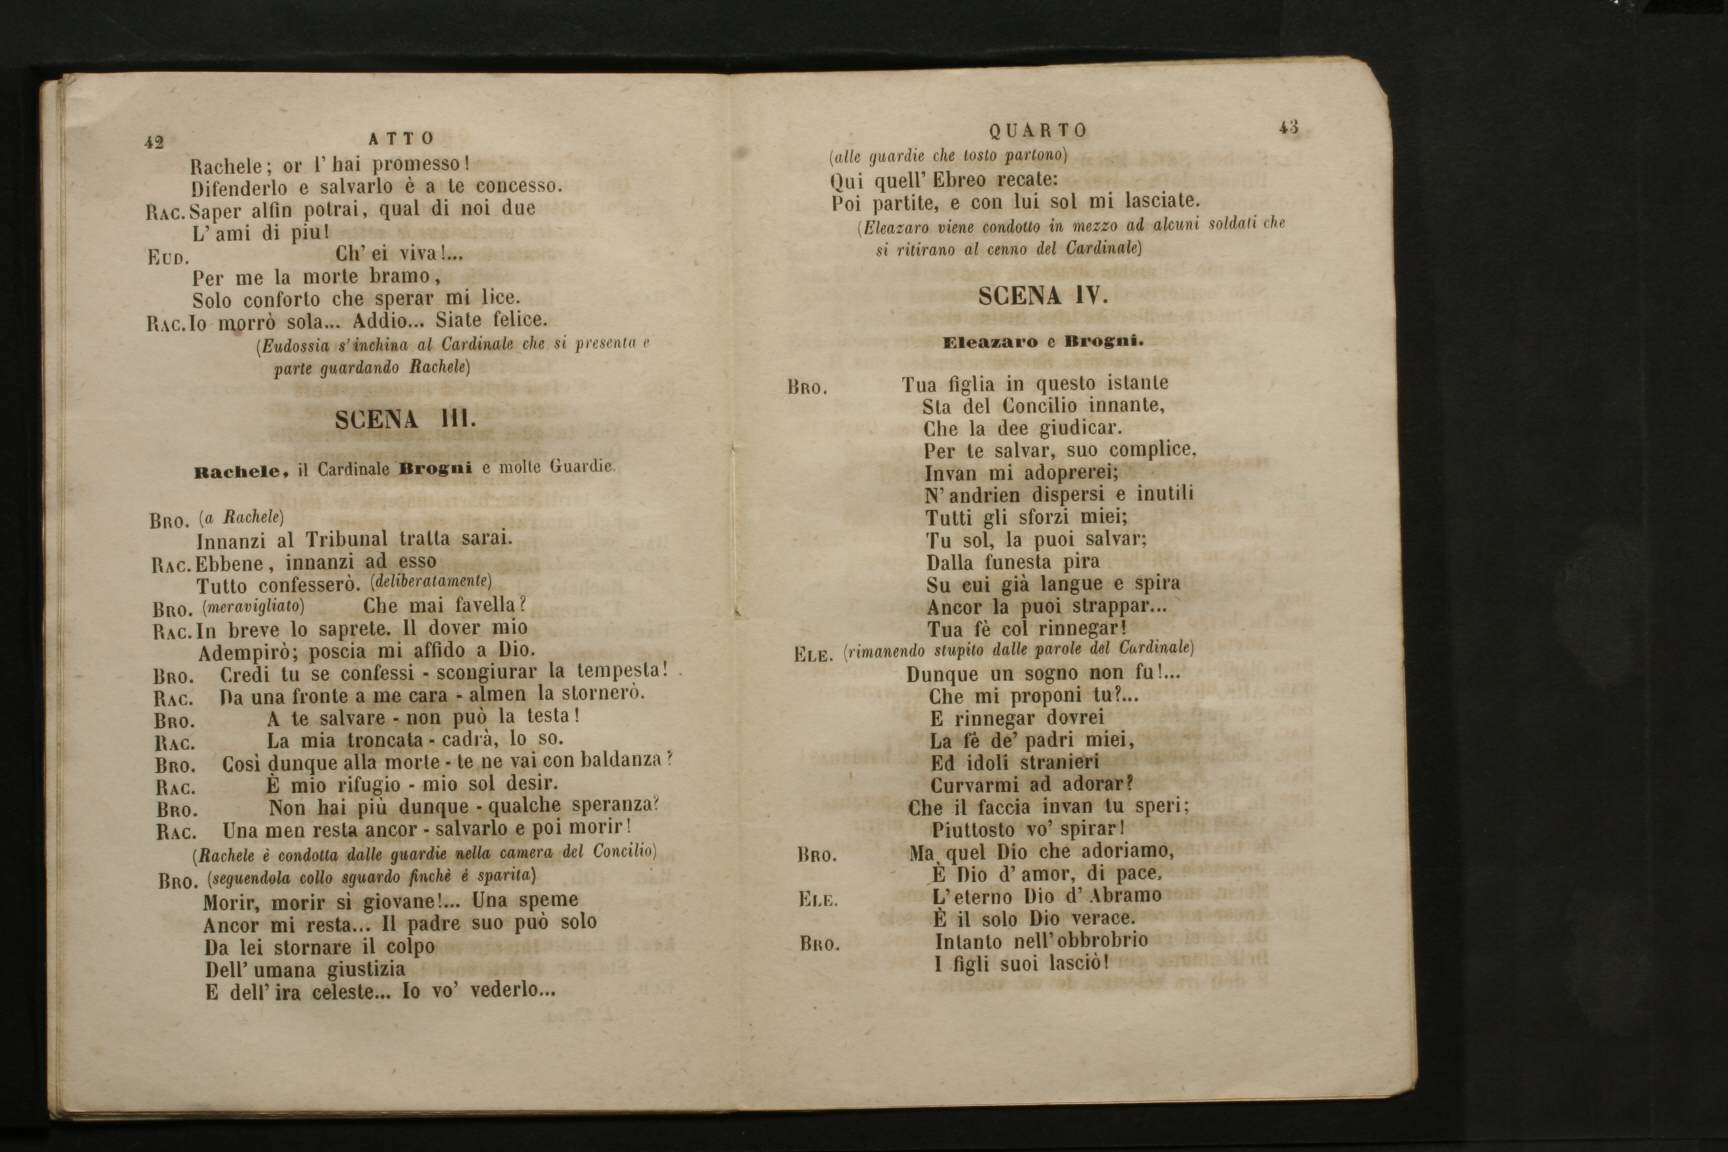 42
ATTO
Rachele; or l' hai promesso!
Difenderlo e salvarlo è a te concesso.
RAC. Saper alfin potrai, qual di noi due
L' ami di piu!
EUD. Ch' ei viva!...
Per me la morte bramo,
Solo conforto che sperar mi lice.
RAC. Io morrò sola... Addio... Siate felice.
(Eudossia s' inchina al Cardinale che si presenta e
parte guardando Rachele)
SCENA III.
Rachele, il Cardinale Brogni e molte Guardie.
BRO. (a Rachele)
Innanzi al Tribunal tratta sarai.
RAC. Ebbene, innanzi ad esso
Tutto confesserò. (deliberatamente)
BRO. (meravigliato) Che mai favella?
RAC. In breve lo saprete. Il dover mio
Adempirò; poscia mi affido a Dio.
BRO. Credi tu se confessi - scongiurar la tempesta!
RAC. Da una fronte a me cara - almen la stornerò.
BRO. A te salvare - non può la testa!
RAC. La mia troncata - cadrà, lo so.
BRO. Così dunque alla morte - te ne vai con baldanza?
RAC. È mio rifugio - mio sol desir.
BRO. Non hai più dunque - qualche speranza?
RAC. Una men resta ancor - salvarlo e poi morir!
(Rachele è condotta dalle guardie nella camera del Concilio)
BRO. (seguendola collo sguardo finchè é sparita)
Morir, morir sì giovane!... Una speme
Ancor mi resta... Il padre suo può solo
Da lei stornare il colpo
Dell' umana giustizia
E dell' ira celeste... Io vo' vederlo...
QUARTO
43
(alle guardie che tosto partono)
Qui quell' Ebreo recate:
Poi partite, e con lui sol mi lasciate.
(Eleazaro viene condotto in mezzo ad alcuni soldati che
si ritirano al cenno del Cardinale)
SCENA IV.
Eleazaro e Brogni.
BRO. Tua figlia in questo istante
Sta del Concilio innante,
Che la dee giudicar.
Per te salvar, suo complice,
Invan mi adoprerei;
N' andrien dispersi e inutili
Tutti gli sforzi miei;
Tu sol, la puoi salvar;
Dalla funesta pira
Su cui già langue e spira
Ancor la puoi strappar...
Tua fè col rinnegar!
ELE. (rimanendo stupito dalle parole del Cardinale)
Dunque un sogno non fu!...
Che mi proponi tu?...
E rinnegar dovrei
La fè de' padri miei,
Ed idoli stranieri
Curvarmi ad adorar?
Che il faccia invan tu speri;
Piuttosto vo' spirar!
BRO. Ma quel Dio che adoriamo,
È Dio d' amor, di pace.
ELE. L' eterno Dio d' Abramo
È il solo Dio verace.
BRO. Intanto nell' obbrobrio
I figli suoi lasciò!